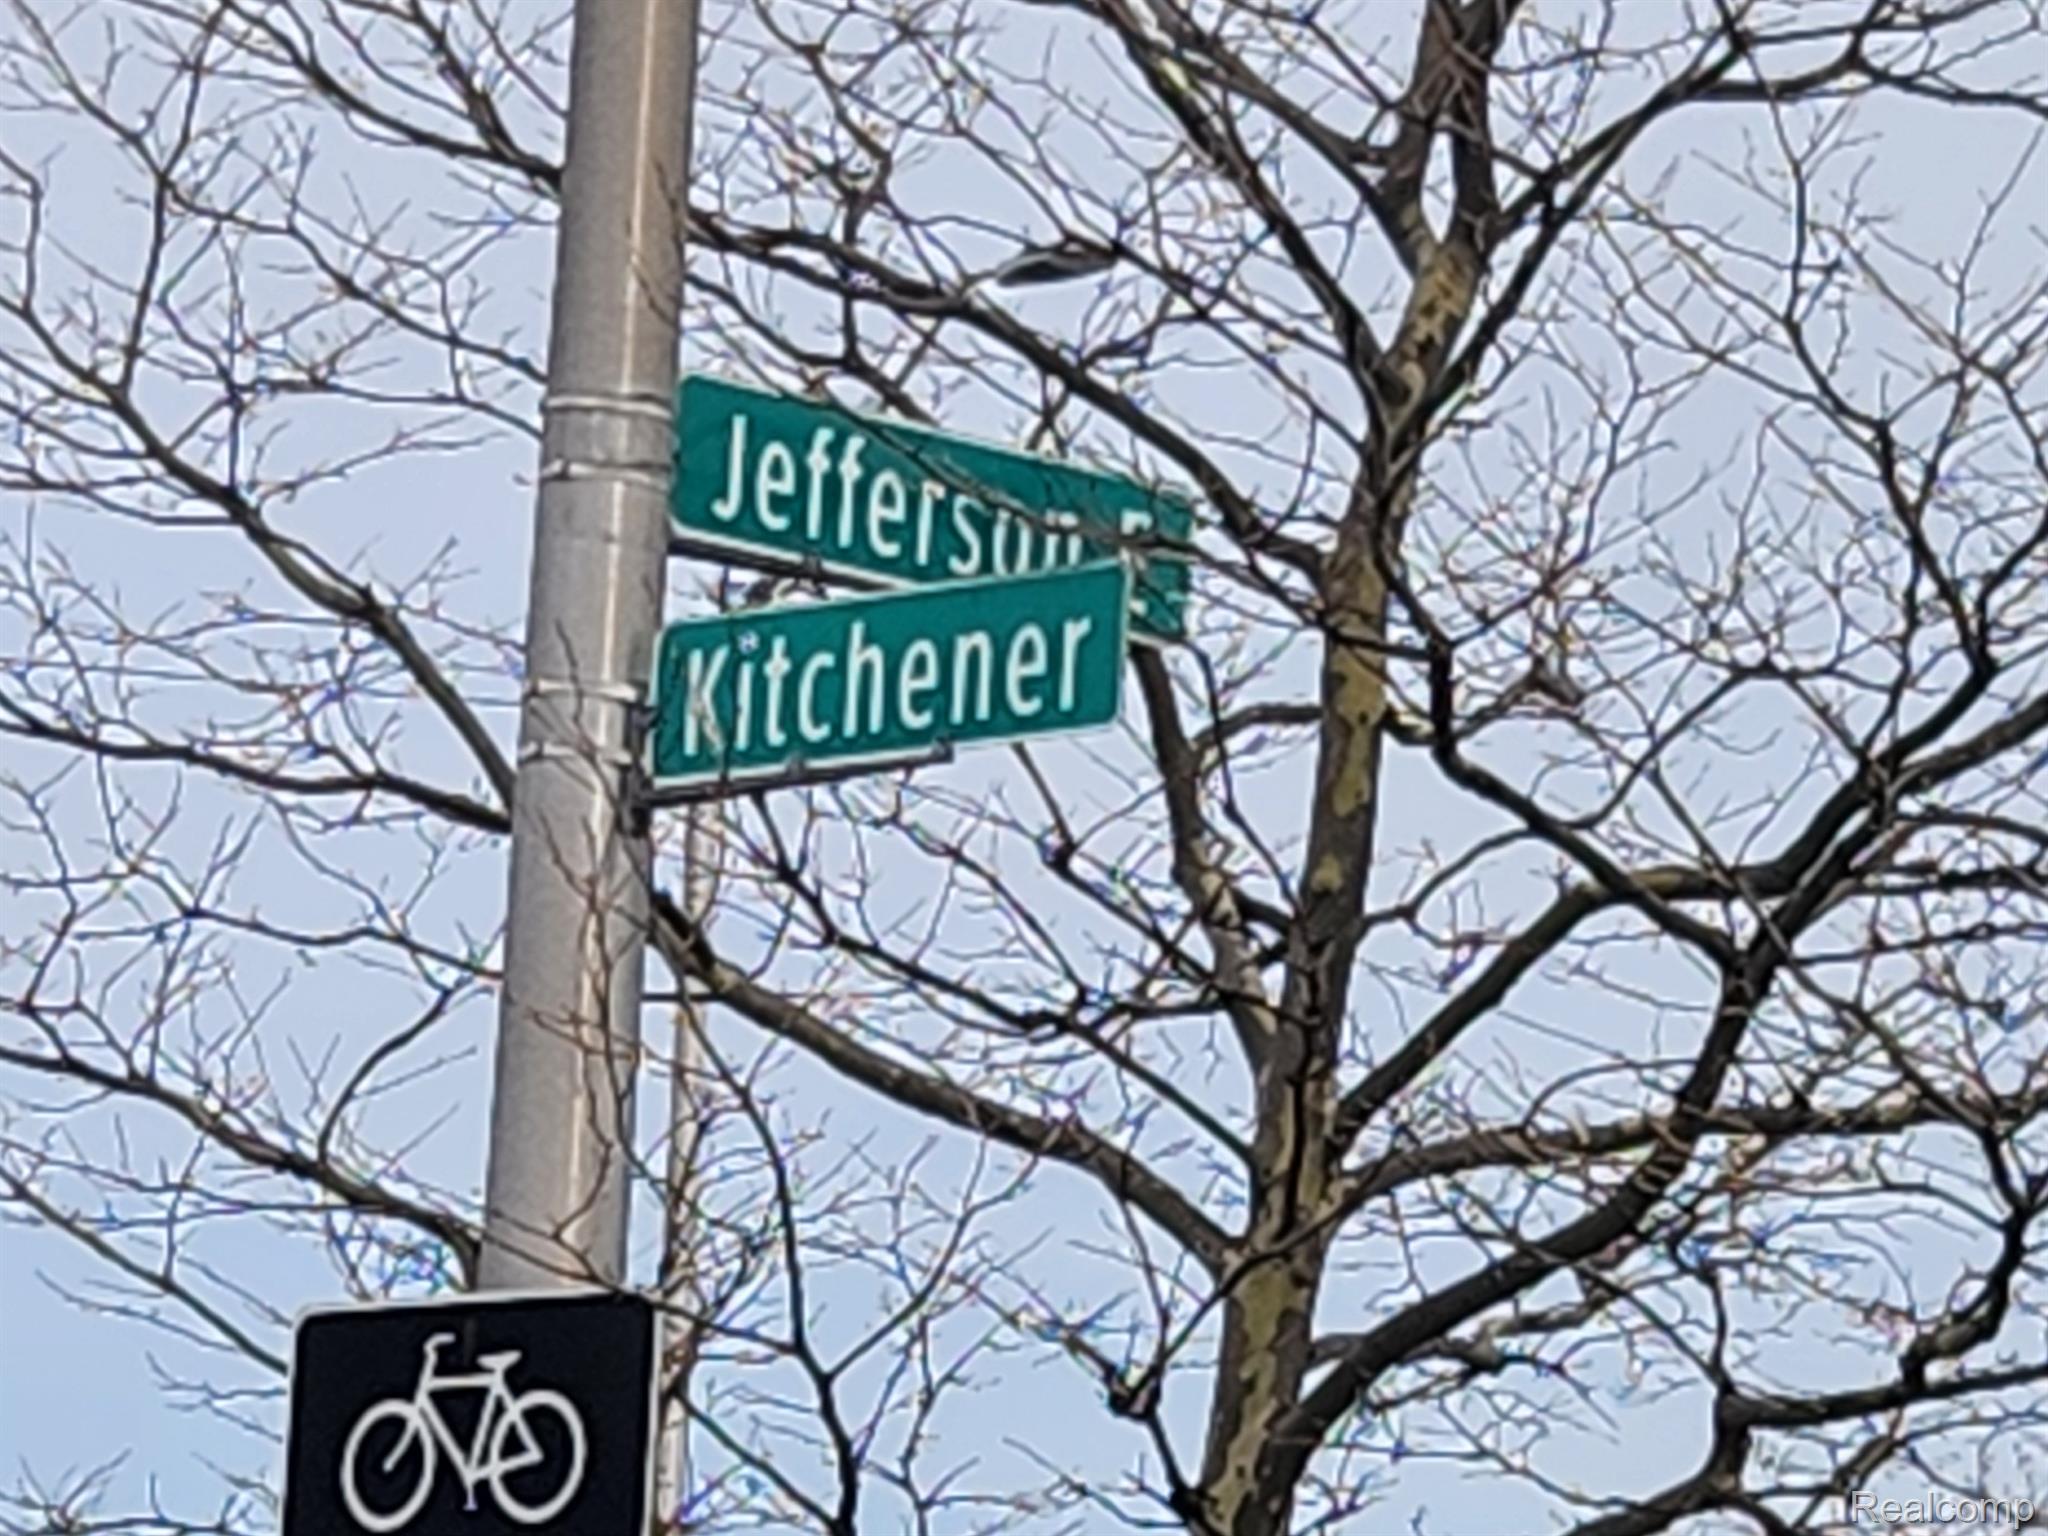 Jefferson E
Kitchener
Realcomp